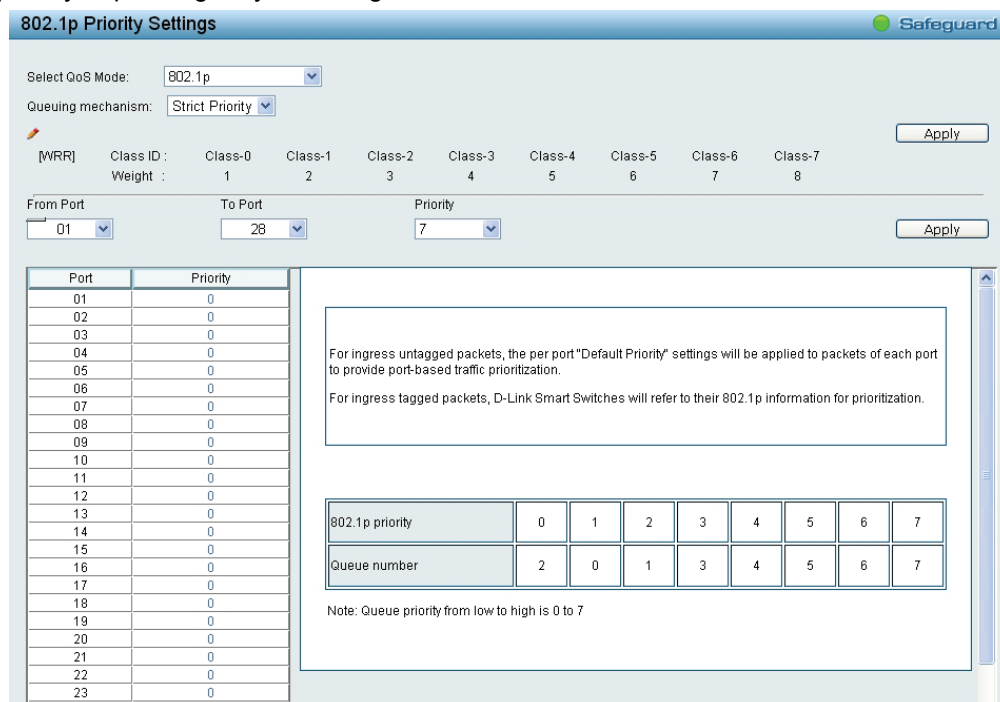 802.1p Priority Settings Safeguard
Select QoS Mode: 802.1p
Queuing mechanism: Strict Priority
Apply
[WRR] Class ID : Class-0 Class-1 Class-2 Class-3 Class-4 Class-5 Class-6 Class-7
Weight : 1 2 3 4 5 6 7 8
From Port To Port Priority
01 28 7 Apply
Port Priority
01 0
02 0
03 0
04 0
05 0
06 0
07 0
08 0
09 0
10 0
11 0
12 0
13 0
14 0
15 0
16 0
17 0
18 0
19 0
20 0
21 0
22 0
23 0
For ingress untagged packets, the per port "Default Priority" settings will be applied to packets of each port
to provide port-based traffic prioritization.
For ingress tagged packets, D-Link Smart Switches will refer to their 802.1p information for prioritization.
802.1p priority 0 1 2 3 4 5 6 7
Queue number 2 0 1 3 4 5 6 7
Note: Queue priority from low to high is 0 to 7